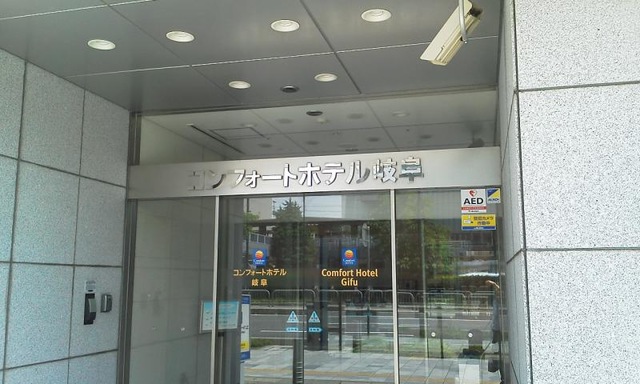 コンフォートホテル岐阜
AED
コンフォートホテル
岐阜
Comfort Hotel
Gifu